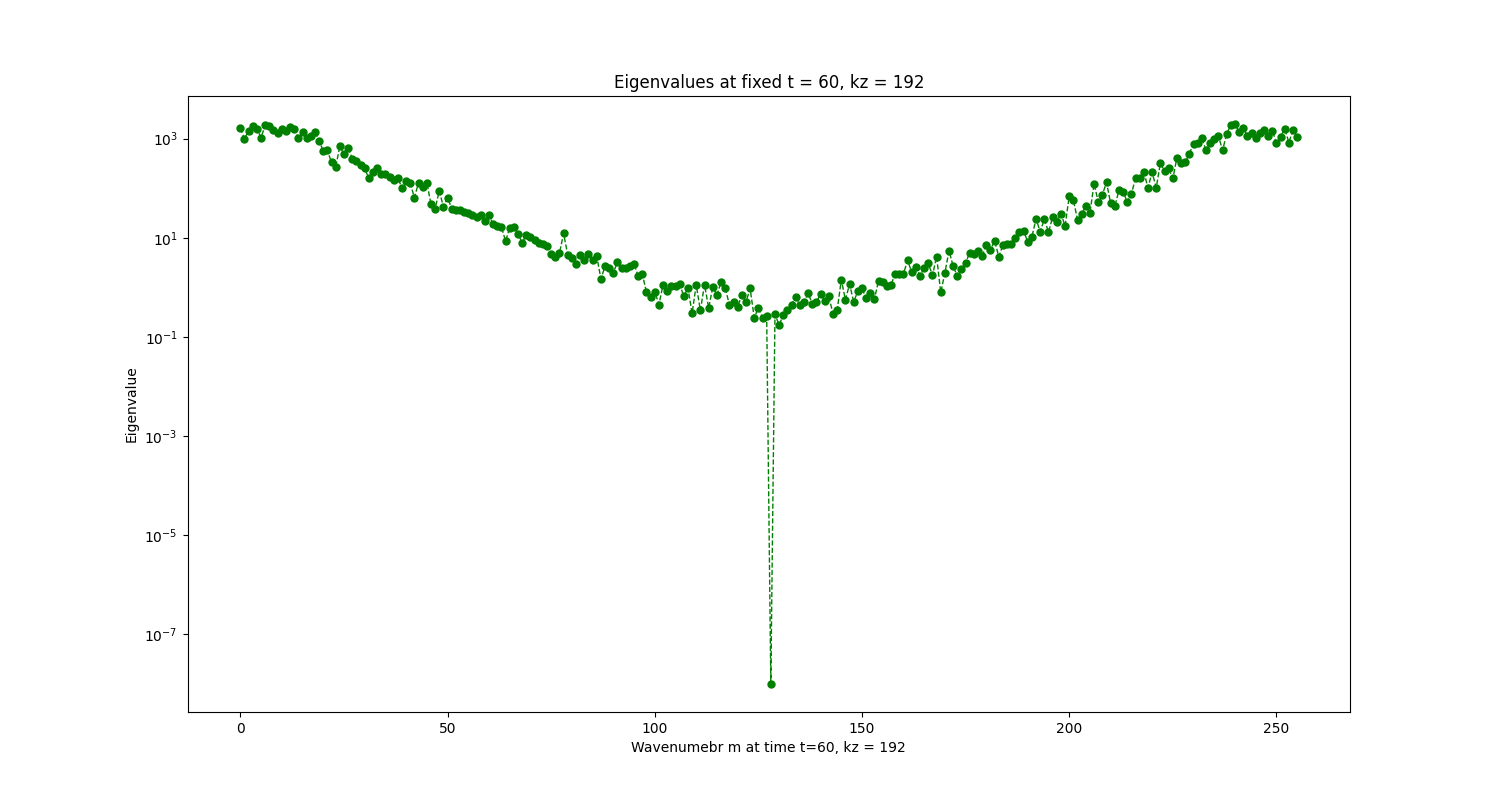 Eigenvalues at fixed t = 60, kz = 192
10³
10¹
10⁻¹
10⁻³
10⁻⁵
10⁻⁷
Eigenvalue
0 50 100 150 200 250
Wavenumebr m at time t=60, kz = 192